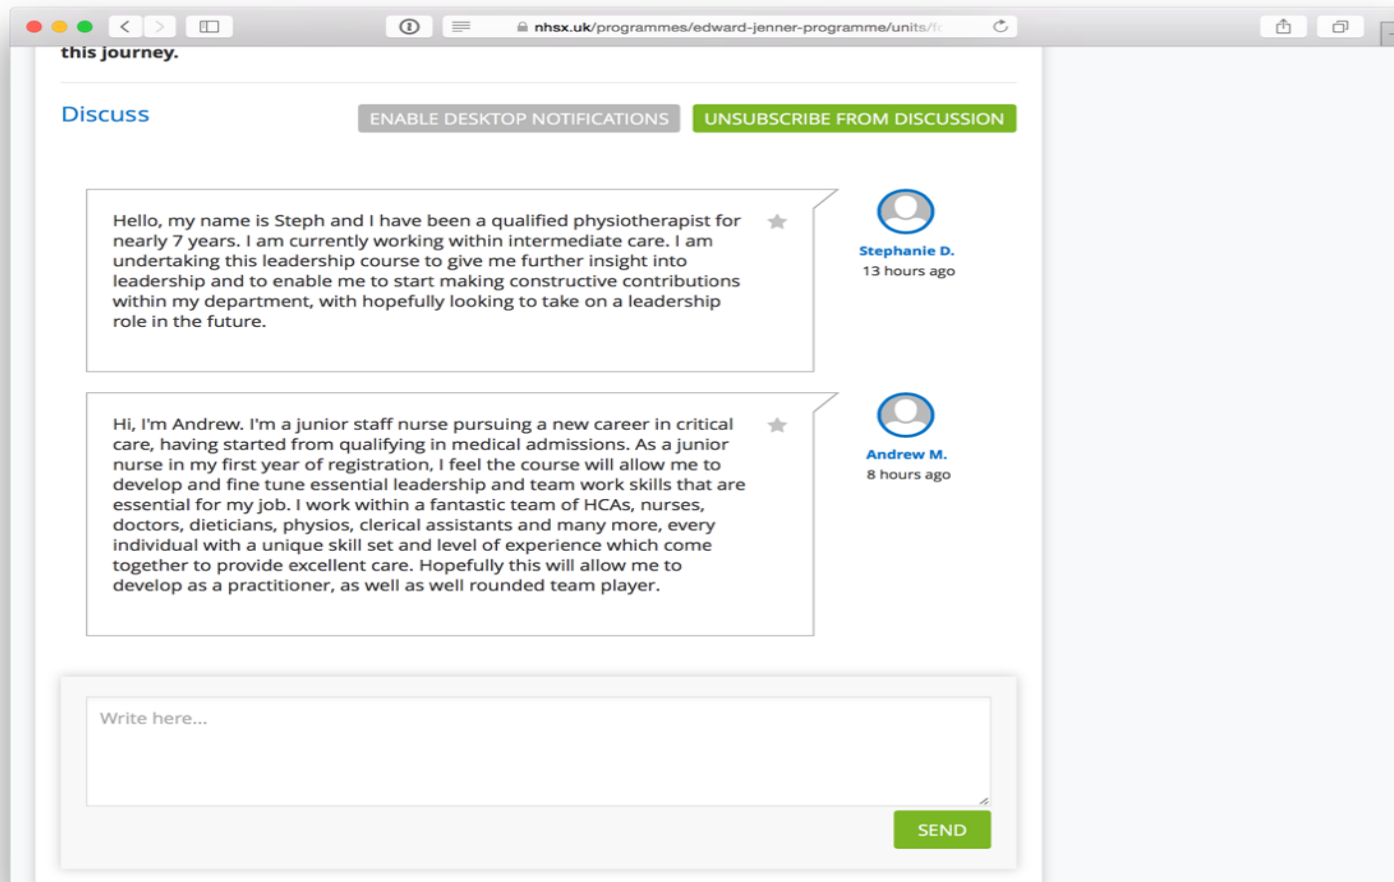 nhsx.uk/programmes/edward-jenner-programme/units/
this journey.
Discuss
ENABLE DESKTOP NOTIFICATIONS
UNSUBSCRIBE FROM DISCUSSION
Hello, my name is Steph and I have been a qualified physiotherapist for
nearly 7 years. I am currently working within intermediate care. I am
undertaking this leadership course to give me further insight into
leadership and to enable me to start making constructive contributions
within my department, with hopefully looking to take on a leadership
role in the future.
Stephanie D.
13 hours ago
Hi, I'm Andrew. I'm a junior staff nurse pursuing a new career in critical
care, having started from qualifying in medical admissions. As a junior
nurse in my first year of registration, I feel the course will allow me to
develop and fine tune essential leadership and team work skills that are
essential for my job. I work within a fantastic team of HCAs, nurses,
doctors, dieticians, physios, clerical assistants and many more, every
individual with a unique skill set and level of experience which come
together to provide excellent care. Hopefully this will allow me to
develop as a practitioner, as well as well rounded team player.
Andrew M.
8 hours ago
Write here...
SEND